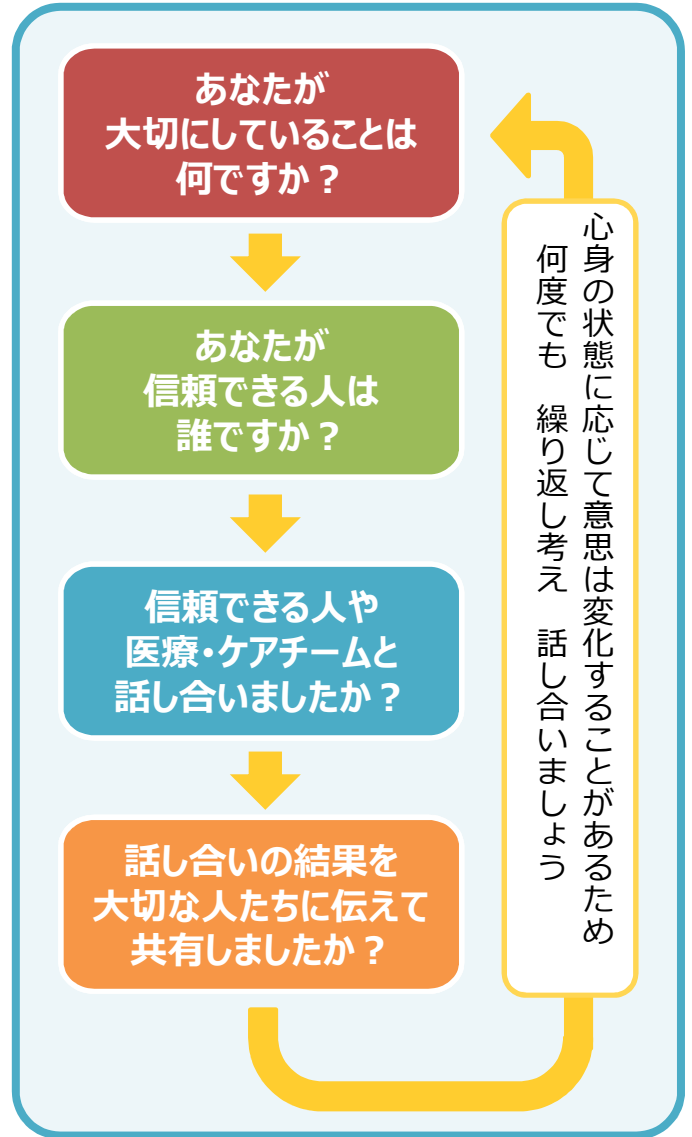 あなたが
大切にしていることは
何ですか？
あなたが
信頼できる人は
誰ですか？
信頼できる人や
医療・ケアチームと
話し合いましたか？
話し合いの結果を
大切な人たちに伝えて
共有しましたか？
心身の状態に応じて意思は変化することがあるため
何度でも　繰り返し考え　話し合いましょう